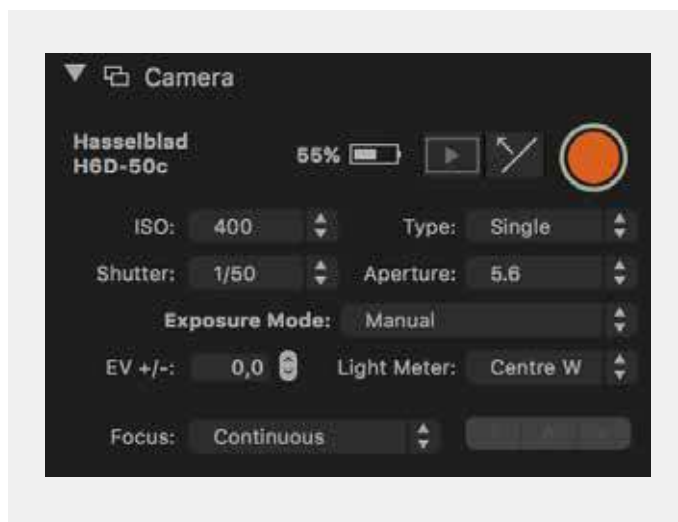 Camera
Hasselblad
H6D-50c
55%
ISO: 400 Type: Single
Shutter: 1/50 Aperture: 5.6
Exposure Mode: Manual
EV +/-: 0,0 Light Meter: Centre W
Focus: Continuous